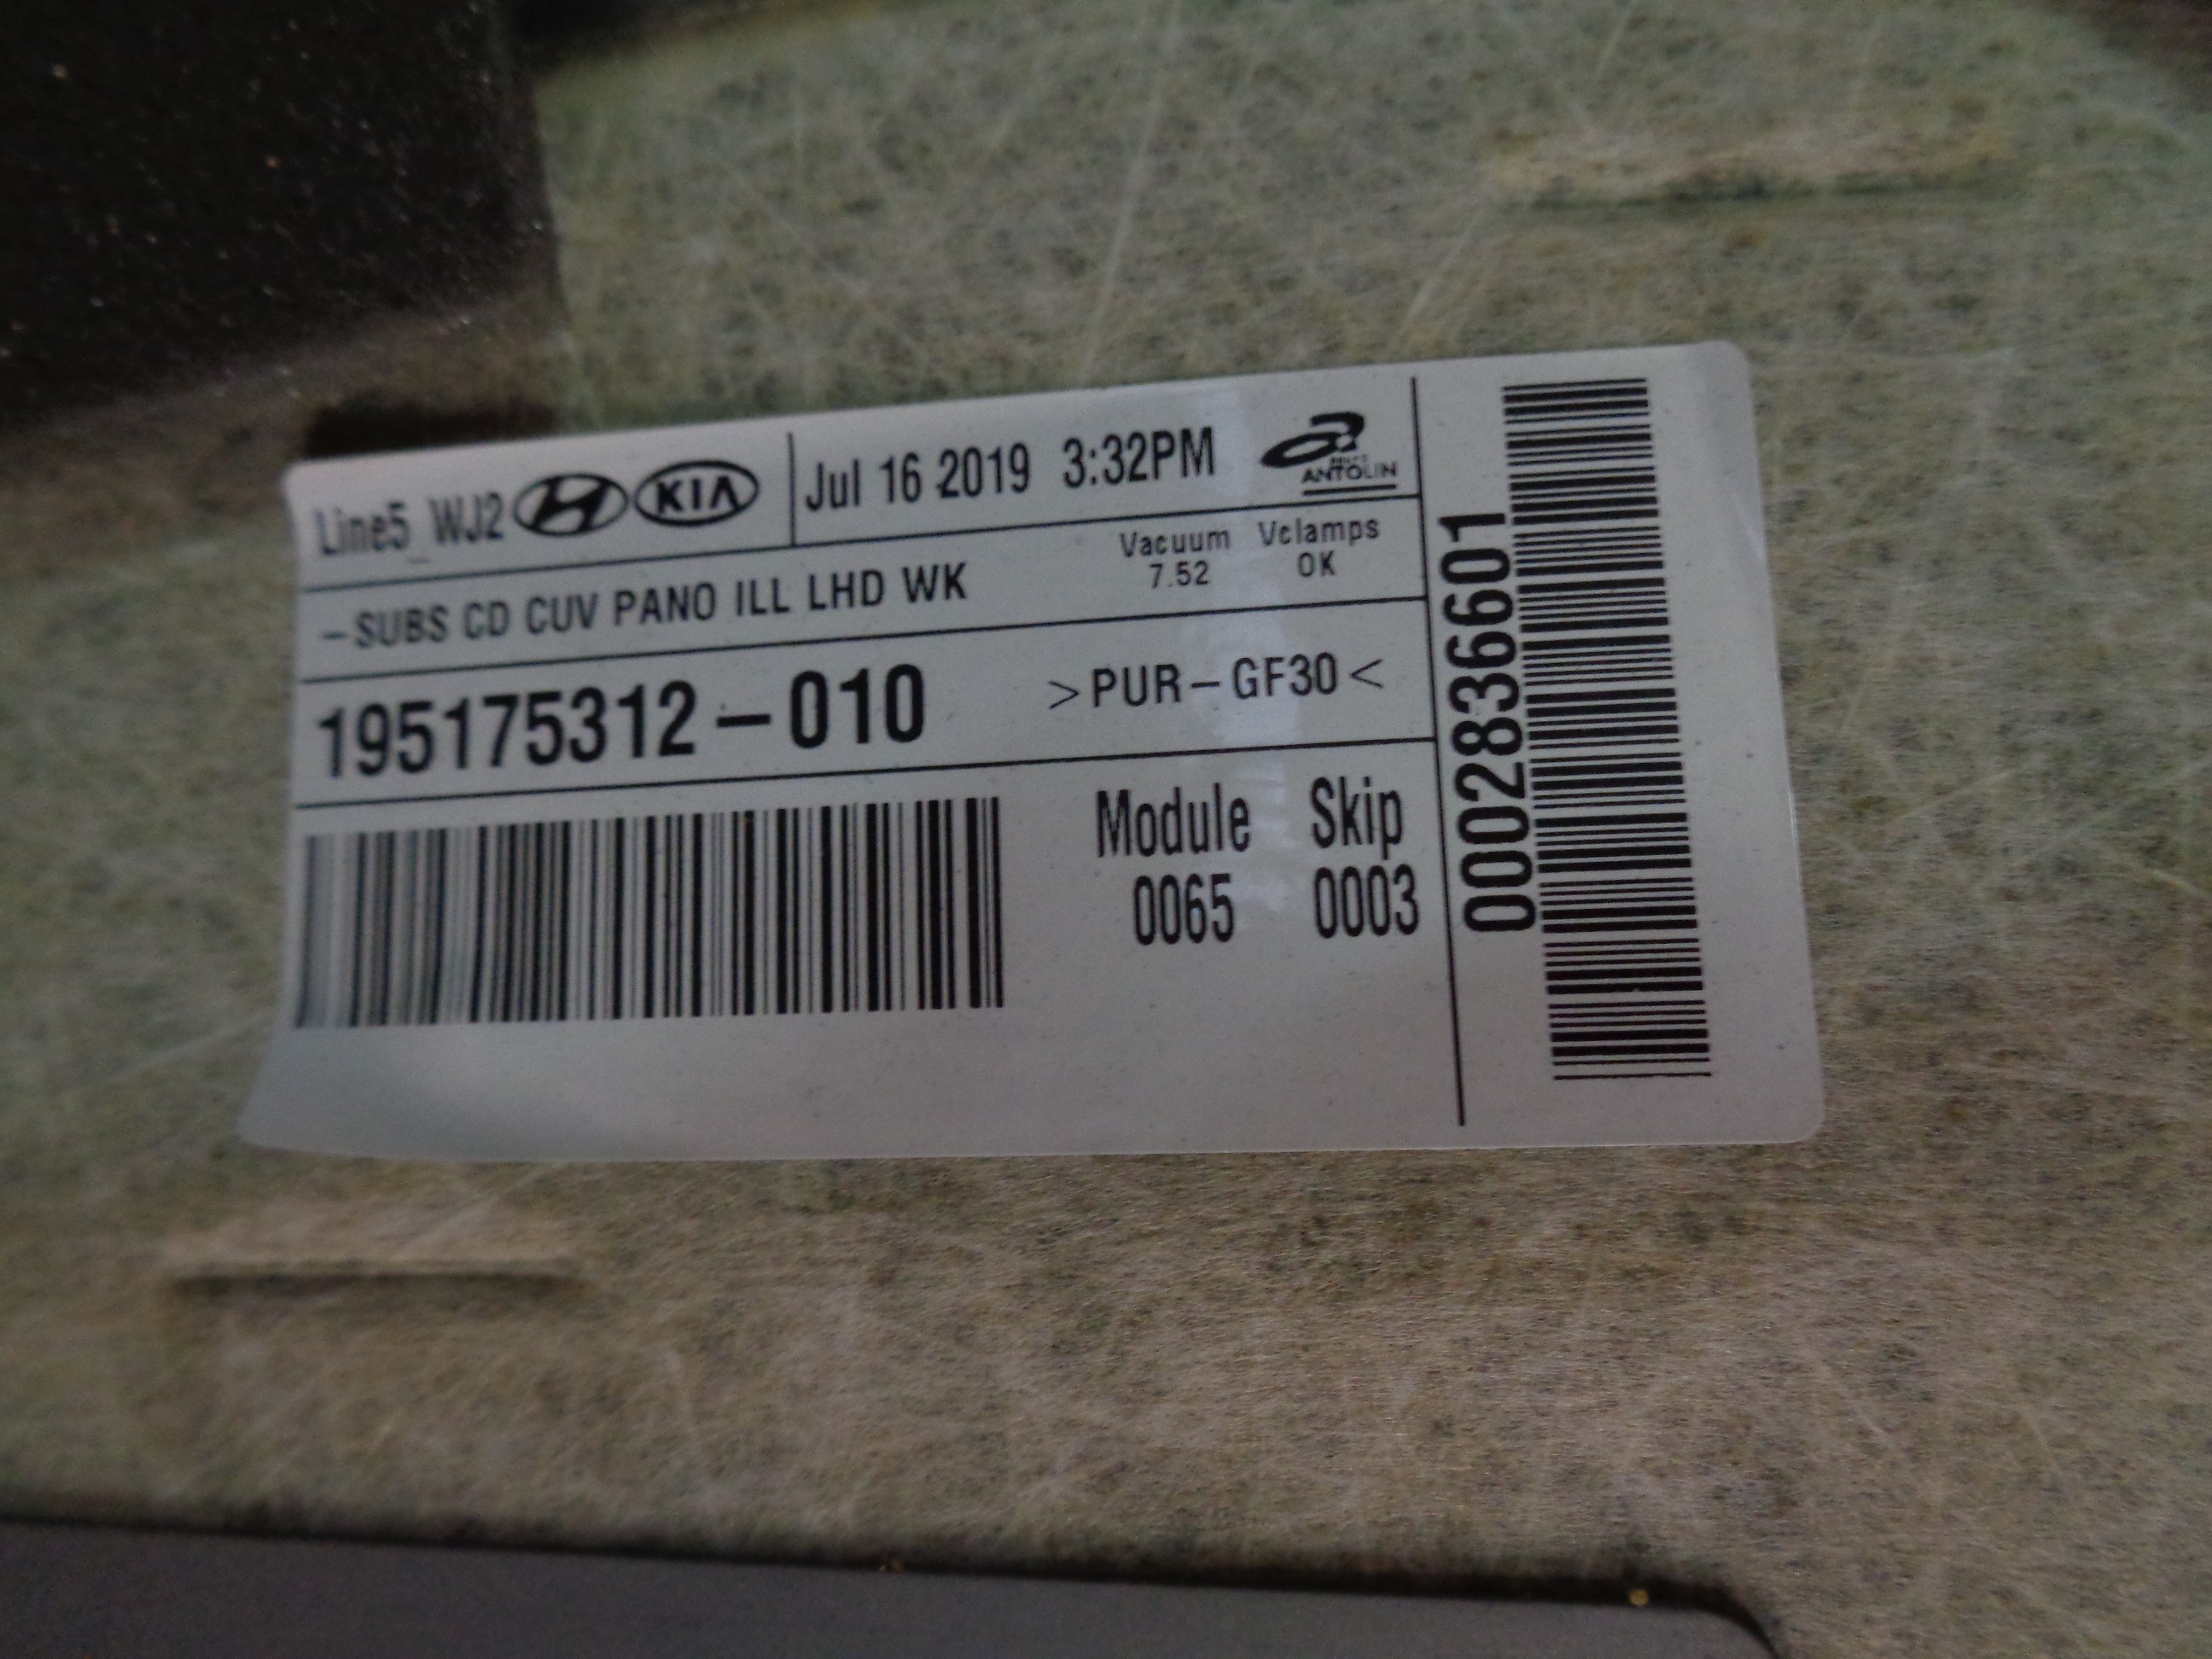 Line5_WJ2 KIA Jul 16 2019 3:32PM
ANTOLIN
-SUBS CD CUV PANO ILL LHD WK
Vacuum Vclamps
7.52 OK
195175312-010 >PUR-GF30<
Module Skip
0065 0003
0002836601